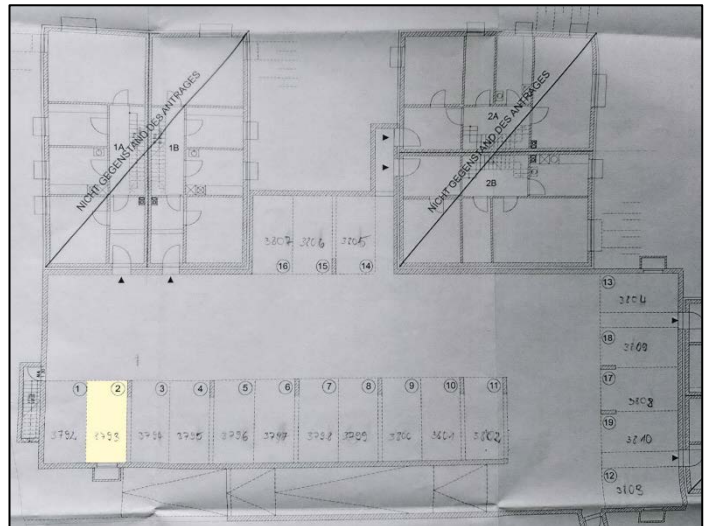 NICHT GEGENSTAND DES ANTRAGES
1A
1B
NICHT GEGENSTAND DES ANTRAGES
2A
2B
3807 3806 3805
16 15 14
13
3804
18
3809
17
3808
19
3810
12
3803
1 2 3 4 5 6 7 8 9 10 11
3792 3793 3794 3795 3796 3797 3798 3799 3800 3801 3802